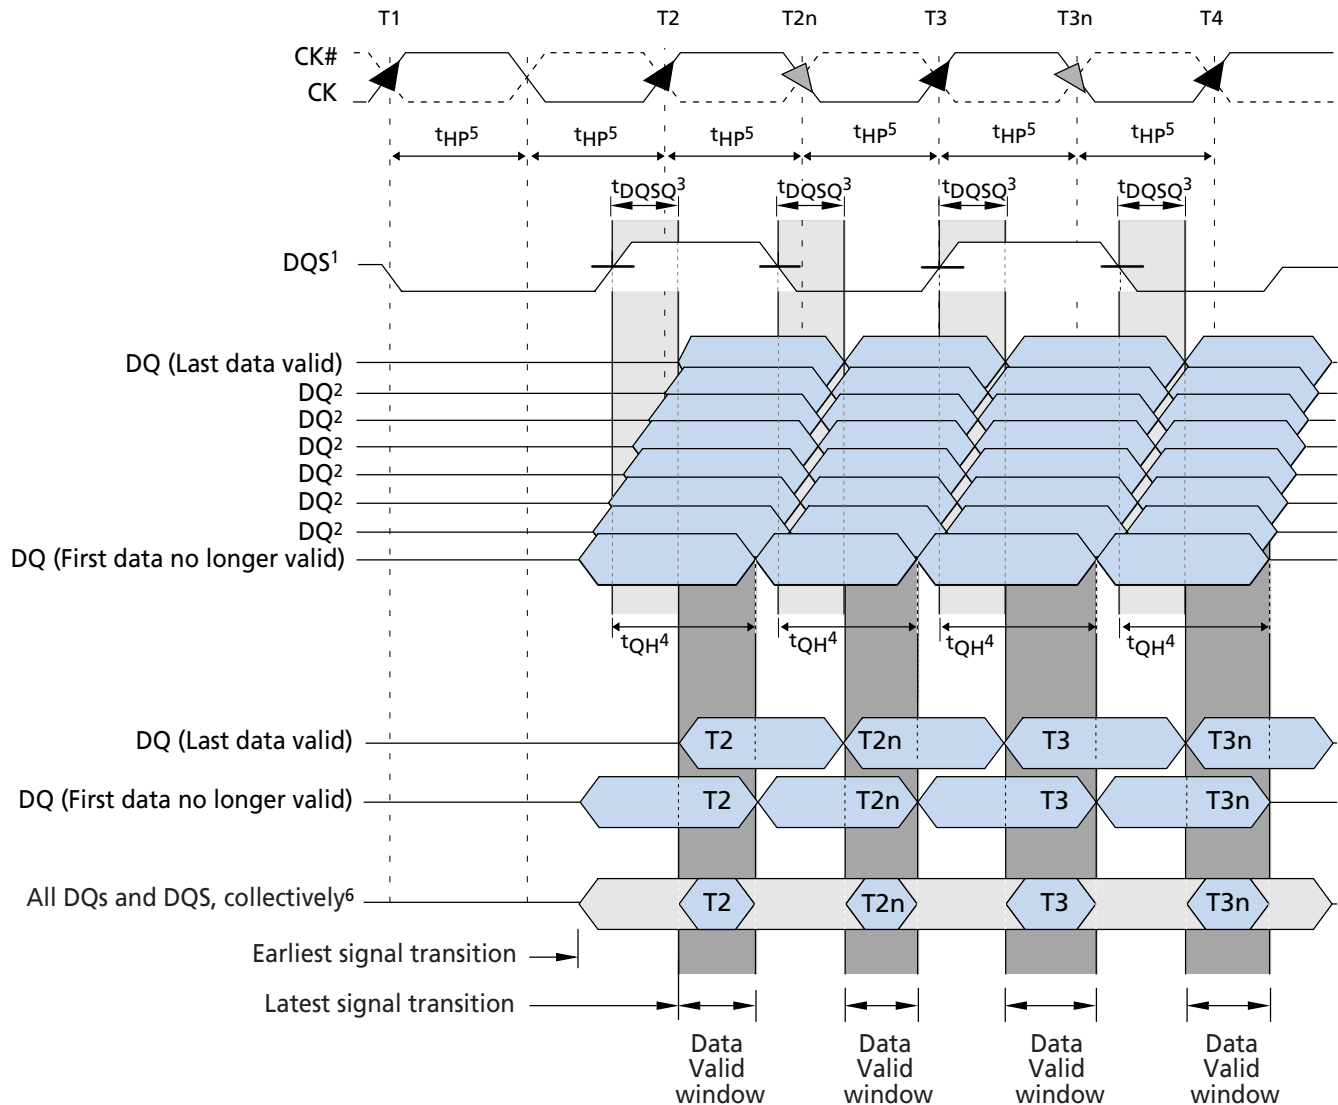 T1 T2 T2n T3 T3n T4
CK#
CK
tHP5 tHP5 tHP5 tHP5 tHP5 tHP5
tDQSQ3 tDQSQ3 tDQSQ3 tDQSQ3
DQS1
DQ (Last data valid)
DQ2
DQ2
DQ2
DQ2
DQ2
DQ2
DQ (First data no longer valid)
tQH4 tQH4 tQH4 tQH4
DQ (Last data valid) T2 T2n T3 T3n
DQ (First data no longer valid) T2 T2n T3 T3n
All DQs and DQS, collectively6 T2 T2n T3 T3n
Earliest signal transition
Latest signal transition
Data Data Data Data
Valid Valid Valid Valid
window window window window